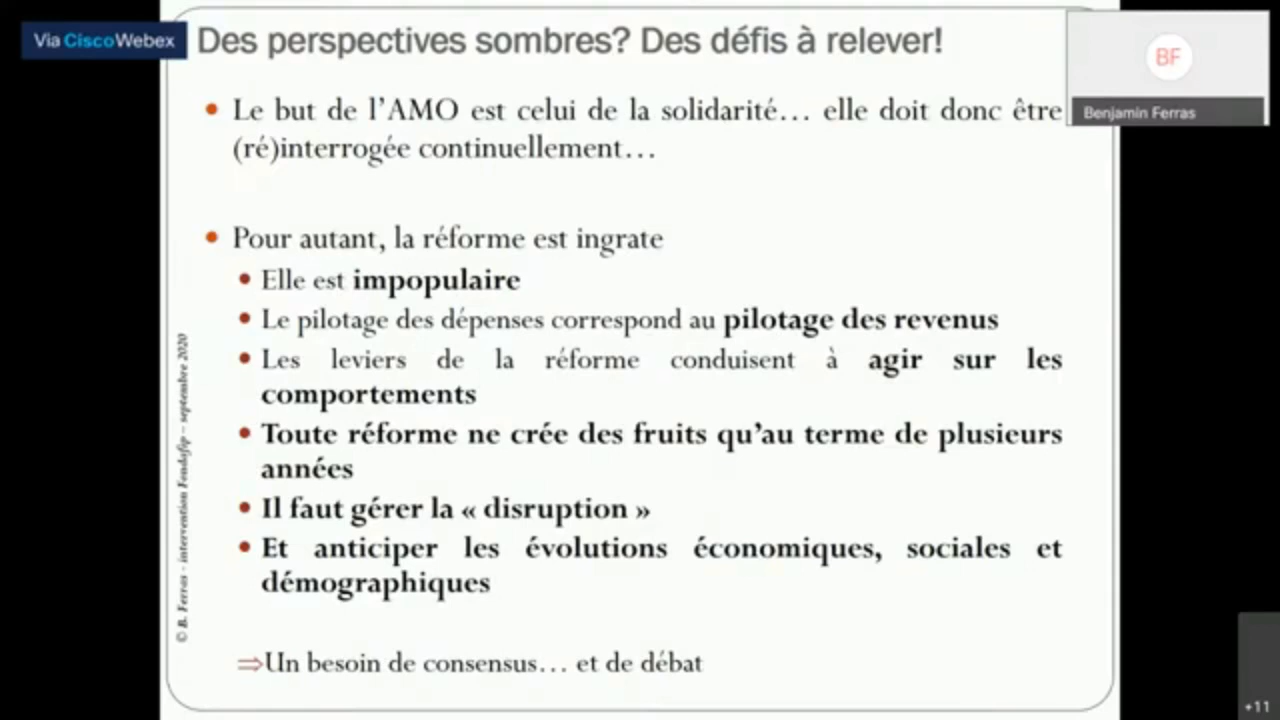 Via Cisco Webex
Des perspectives sombres? Des défis à relever!
BF
Benjamin Ferras
Le but de l'AMO est celui de la solidarité… elle doit donc être
(ré)interrogée continuellement…
Pour autant, la réforme est ingrate
Elle est impopulaire
Le pilotage des dépenses correspond au pilotage des revenus
Les leviers de la réforme conduisent à agir sur les
comportements
Toute réforme ne crée des fruits qu'au terme de plusieurs
années
Il faut gérer la « disruption »
Et anticiper les évolutions économiques, sociales et
démographiques
⇒Un besoin de consensus… et de débat
© B. Ferras - intervention Fondafip – septembre 2020
+11